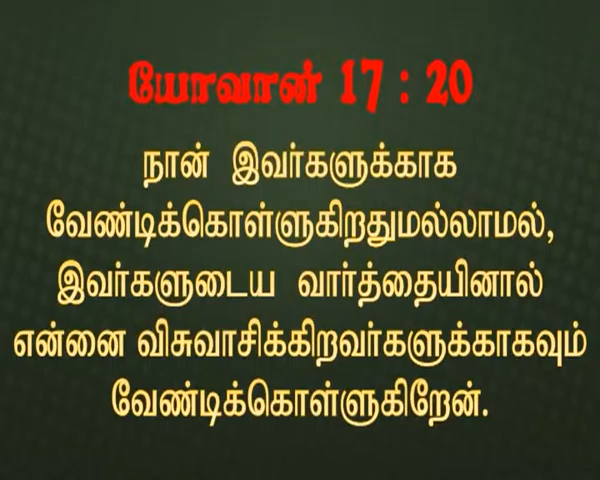 யோவான் 17 : 20
நான் இவர்களுக்காக
வேண்டிக்கொள்ளுகிறதுமல்லாமல்,
இவர்களுடைய வார்த்தையினால்
என்னை விசுவாசிக்கிறவர்களுக்காகவும்
வேண்டிக்கொள்ளுகிறேன்.